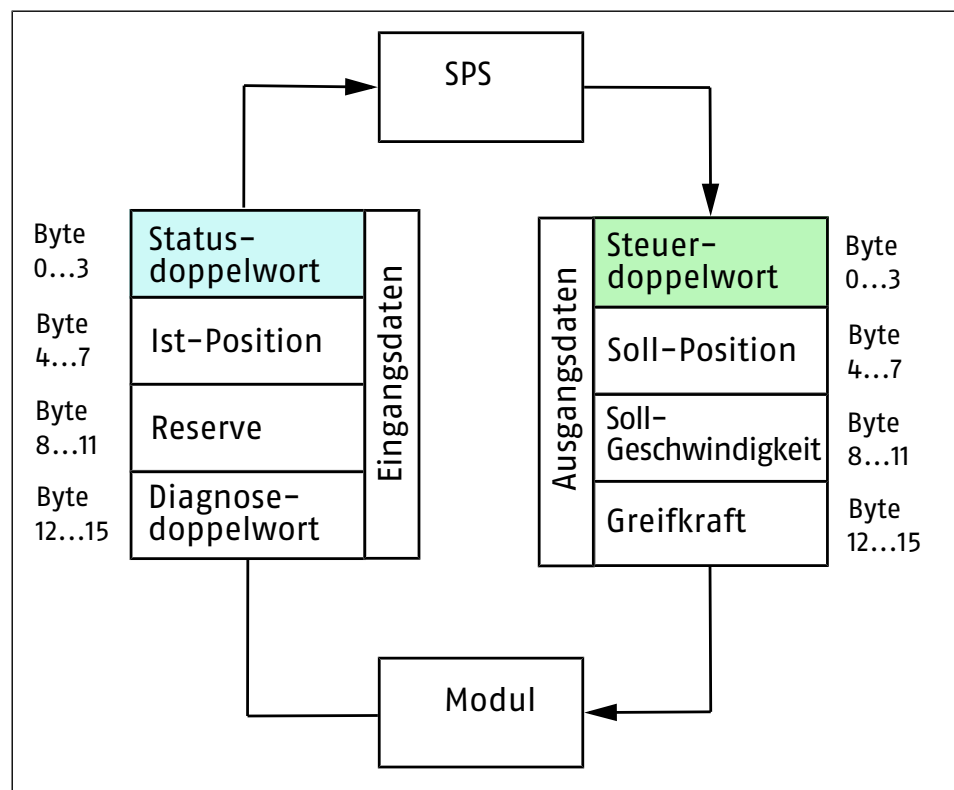 SPS
Byte
0...3
Status-
doppelwort
Byte
4...7
Ist-Position
Byte
8...11
Reserve
Byte
12...15
Diagnose-
doppelwort
Eingangsdaten
Ausgangsdaten
Steuer-
doppelwort
Byte
0...3
Soll-Position
Byte
4...7
Soll-
Geschwindigkeit
Byte
8...11
Greifkraft
Byte
12...15
Modul